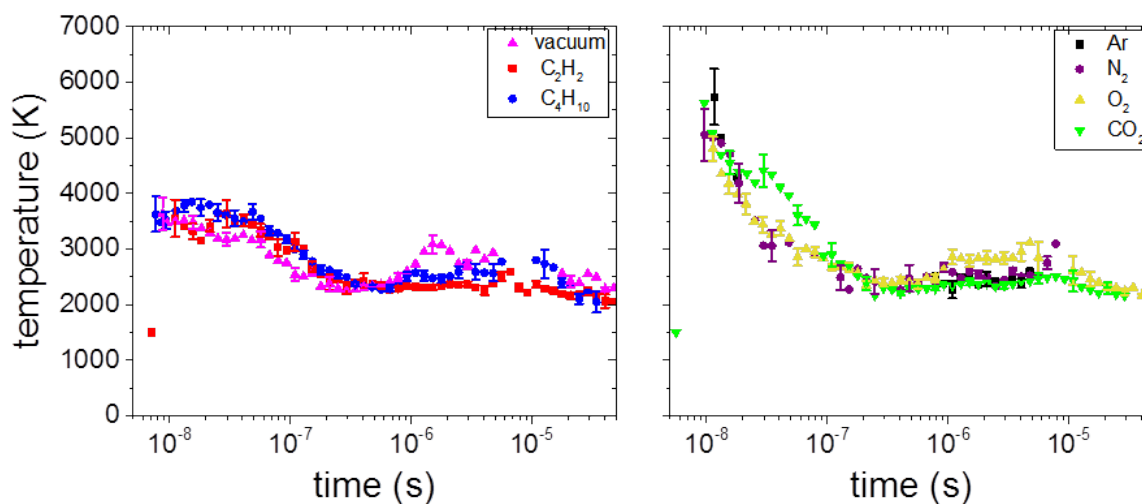 7000
6000
5000
4000
3000
2000
1000
0
temperature (K)
vacuum
C₂H₂
C₄H₁₀
10⁻⁸ 10⁻⁷ 10⁻⁶ 10⁻⁵
time (s)
Ar
N₂
O₂
CO₂
10⁻⁸ 10⁻⁷ 10⁻⁶ 10⁻⁵
time (s)